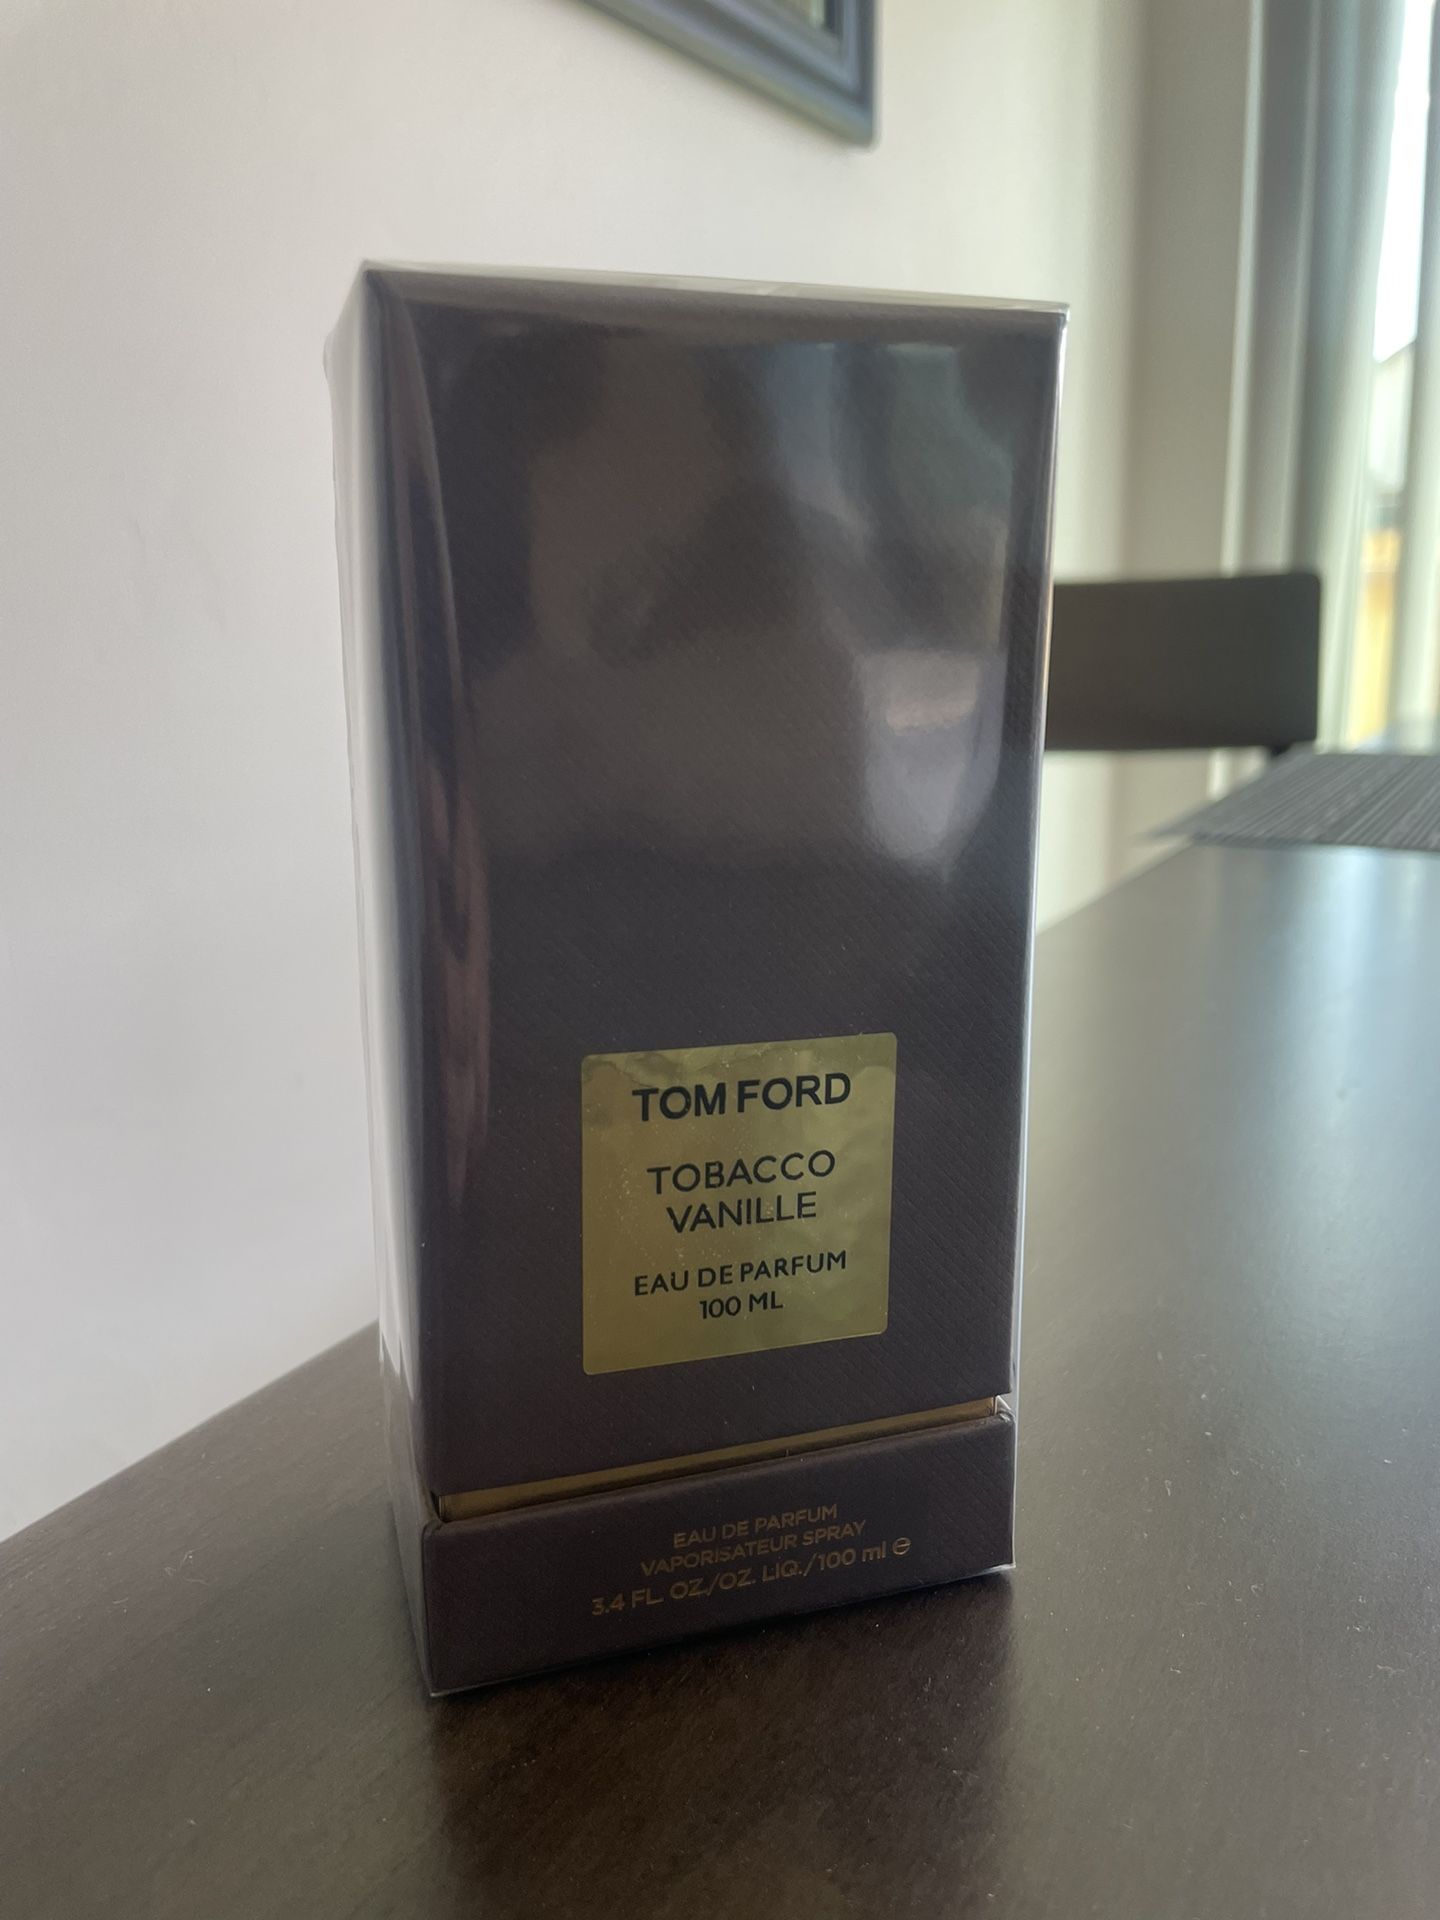 TOM FORD
TOBACCO
VANILLE
EAU DE PARFUM
100 ML
EAU DE PARFUM
VAPORISATEUR SPRAY
3.4 FL. OZ./OZ. LIQ./100 ml ℮